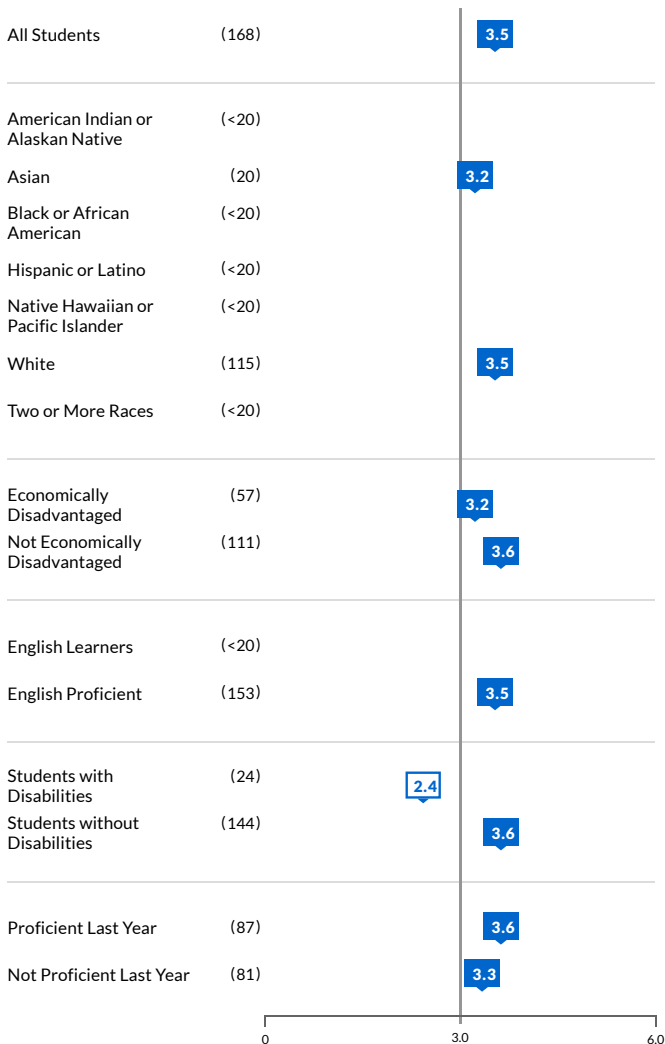 All Students (168) 3.5
American Indian or (<20)
Alaskan Native
Asian (20) 3.2
Black or African (<20)
American
Hispanic or Latino (<20)
Native Hawaiian or (<20)
Pacific Islander
White (115) 3.5
Two or More Races (<20)
Economically (57) 3.2
Disadvantaged
Not Economically (111) 3.6
Disadvantaged
English Learners (<20)
English Proficient (153) 3.5
Students with (24) 2.4
Disabilities
Students without (144) 3.6
Disabilities
Proficient Last Year (87) 3.6
Not Proficient Last Year (81) 3.3
0 3.0 6.0